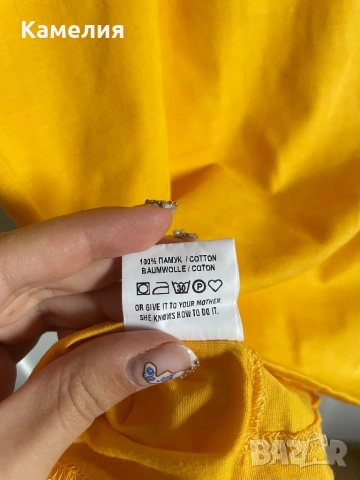 Камелия
100% ПАМУК / COTTON
BAUMWOLLE / COTON
OR GIVE IT TO YOUR MOTHER.
SHE KNOWS HOW TO DO IT.
bazar